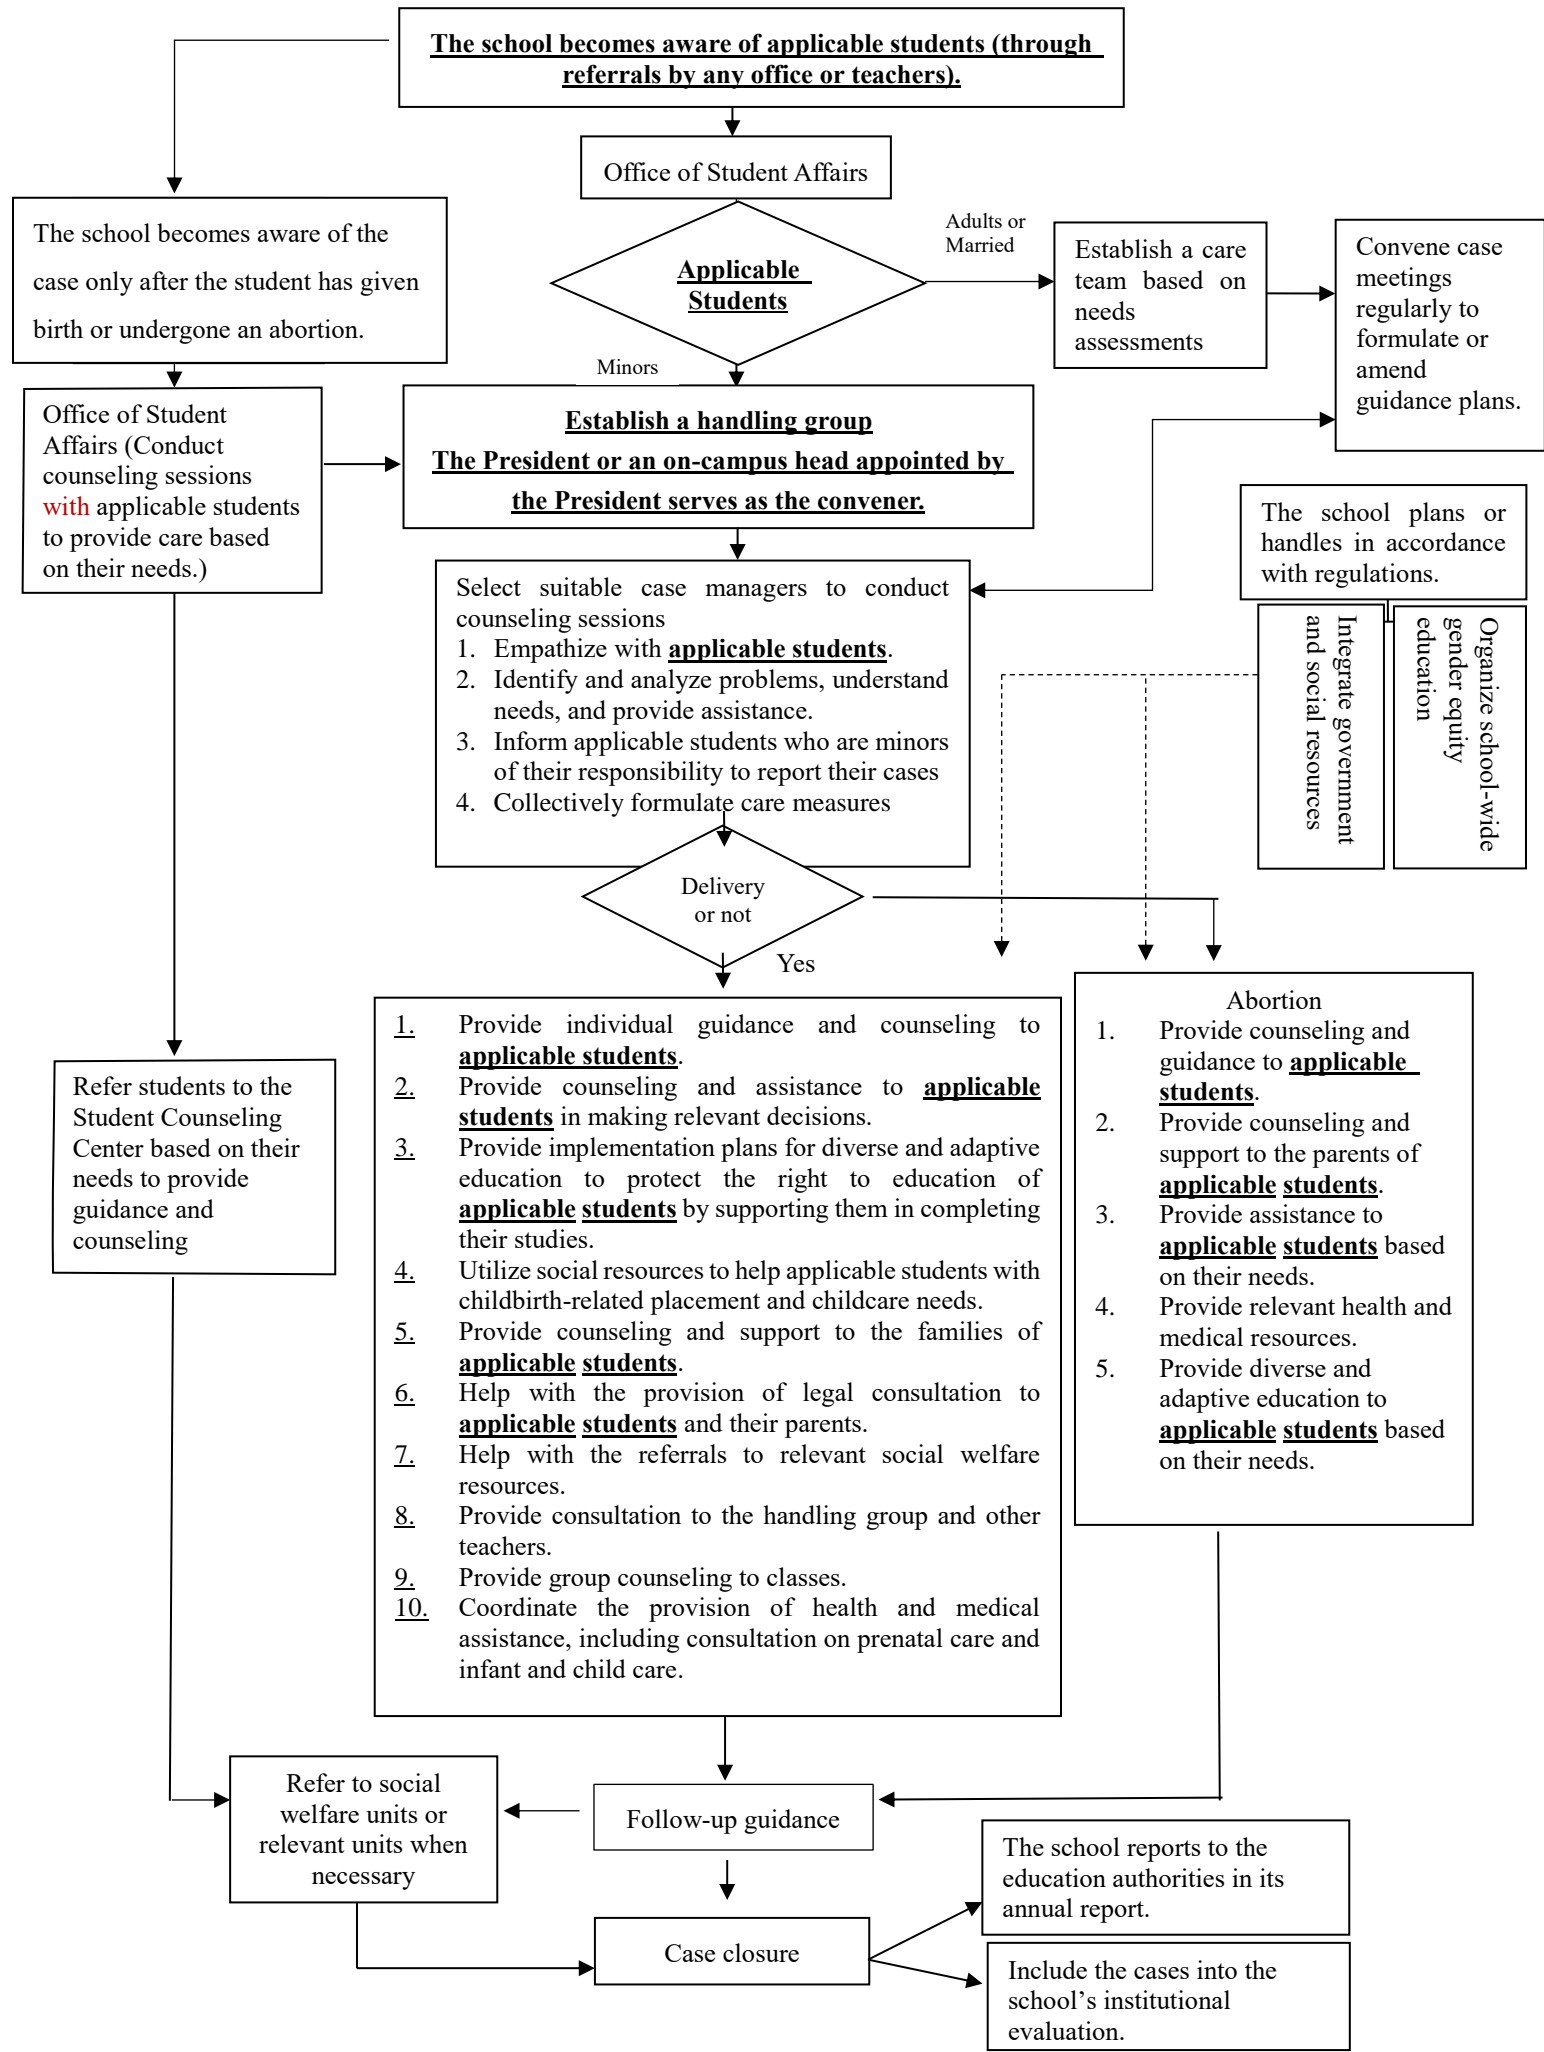 The school becomes aware of applicable students (through
referrals by any office or teachers).
Office of Student Affairs
The school becomes aware of the
case only after the student has given
birth or undergone an abortion.
Applicable
Students
Adults or
Married
Establish a care
team based on
needs
assessments
Convene case
meetings
regularly to
formulate or
amend
guidance plans.
Minors
Office of Student
Affairs (Conduct
counseling sessions
with applicable students
to provide care based
on their needs.)
Establish a handling group
The President or an on-campus head appointed by
the President serves as the convener.
The school plans or
handles in accordance
with regulations.
Integrate government
and social resources
Organize school-wide
gender equity
education
Select suitable case managers to conduct
counseling sessions
1. Empathize with applicable students.
2. Identify and analyze problems, understand
needs, and provide assistance.
3. Inform applicable students who are minors
of their responsibility to report their cases
4. Collectively formulate care measures
Delivery
or not
Yes
1. Provide individual guidance and counseling to
applicable students.
2. Provide counseling and assistance to applicable
students in making relevant decisions.
3. Provide implementation plans for diverse and adaptive
education to protect the right to education of
applicable students by supporting them in completing
their studies.
4. Utilize social resources to help applicable students with
childbirth-related placement and childcare needs.
5. Provide counseling and support to the families of
applicable students.
6. Help with the provision of legal consultation to
applicable students and their parents.
7. Help with the referrals to relevant social welfare
resources.
8. Provide consultation to the handling group and other
teachers.
9. Provide group counseling to classes.
10. Coordinate the provision of health and medical
assistance, including consultation on prenatal care and
infant and child care.
Abortion
1. Provide counseling and
guidance to applicable
students.
2. Provide counseling and
support to the parents of
applicable students.
3. Provide assistance to
applicable students based
on their needs.
4. Provide relevant health and
medical resources.
5. Provide diverse and
adaptive education to
applicable students based
on their needs.
Refer students to the
Student Counseling
Center based on their
needs to provide
guidance and
counseling
Refer to social
welfare units or
relevant units when
necessary
Follow-up guidance
Case closure
The school reports to the
education authorities in its
annual report.
Include the cases into the
school’s institutional
evaluation.